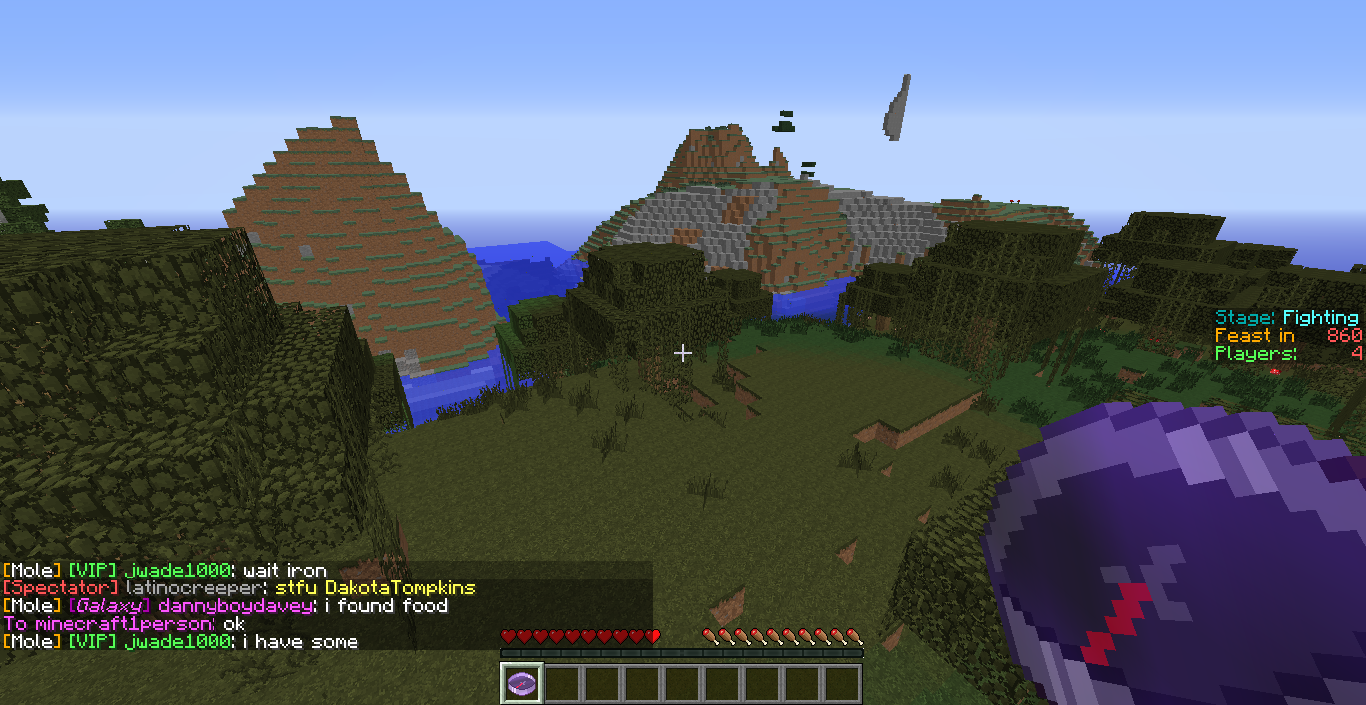 Stage: Fighting
Feast in 860
Players: 4
[Mole] [VIP] jwade1000: wait iron
[Spectator] latinocreeper: stfu DakotaTompkins
[Mole] [Galaxy] dannyboydavey: i found food
To minecraft1person: ok
[Mole] [VIP] jwade1000: i have some